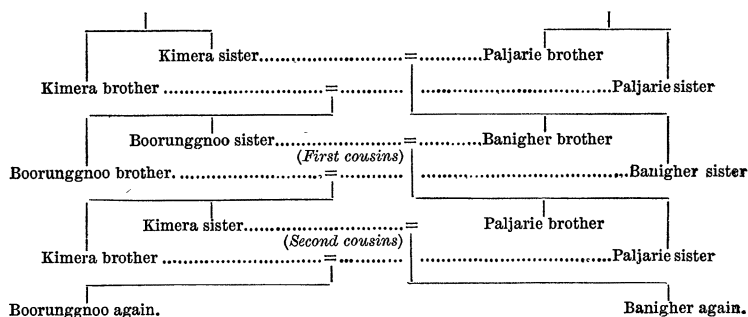 Kimera sister..............................=............Paljarie brother
Kimera brother ..............................=............ ....................................Paljarie sister
Boorunggnoo sister..........................=............Banigher brother
(First cousins)
Boorunggnoo brother. ..........................=............ ......................................Banigher sister
Kimera sister..............................= Paljarie brother
(Second cousins)
Kimera brother ..............................=............ ....................................Paljarie sister
Boorunggnoo again. Banigher again.